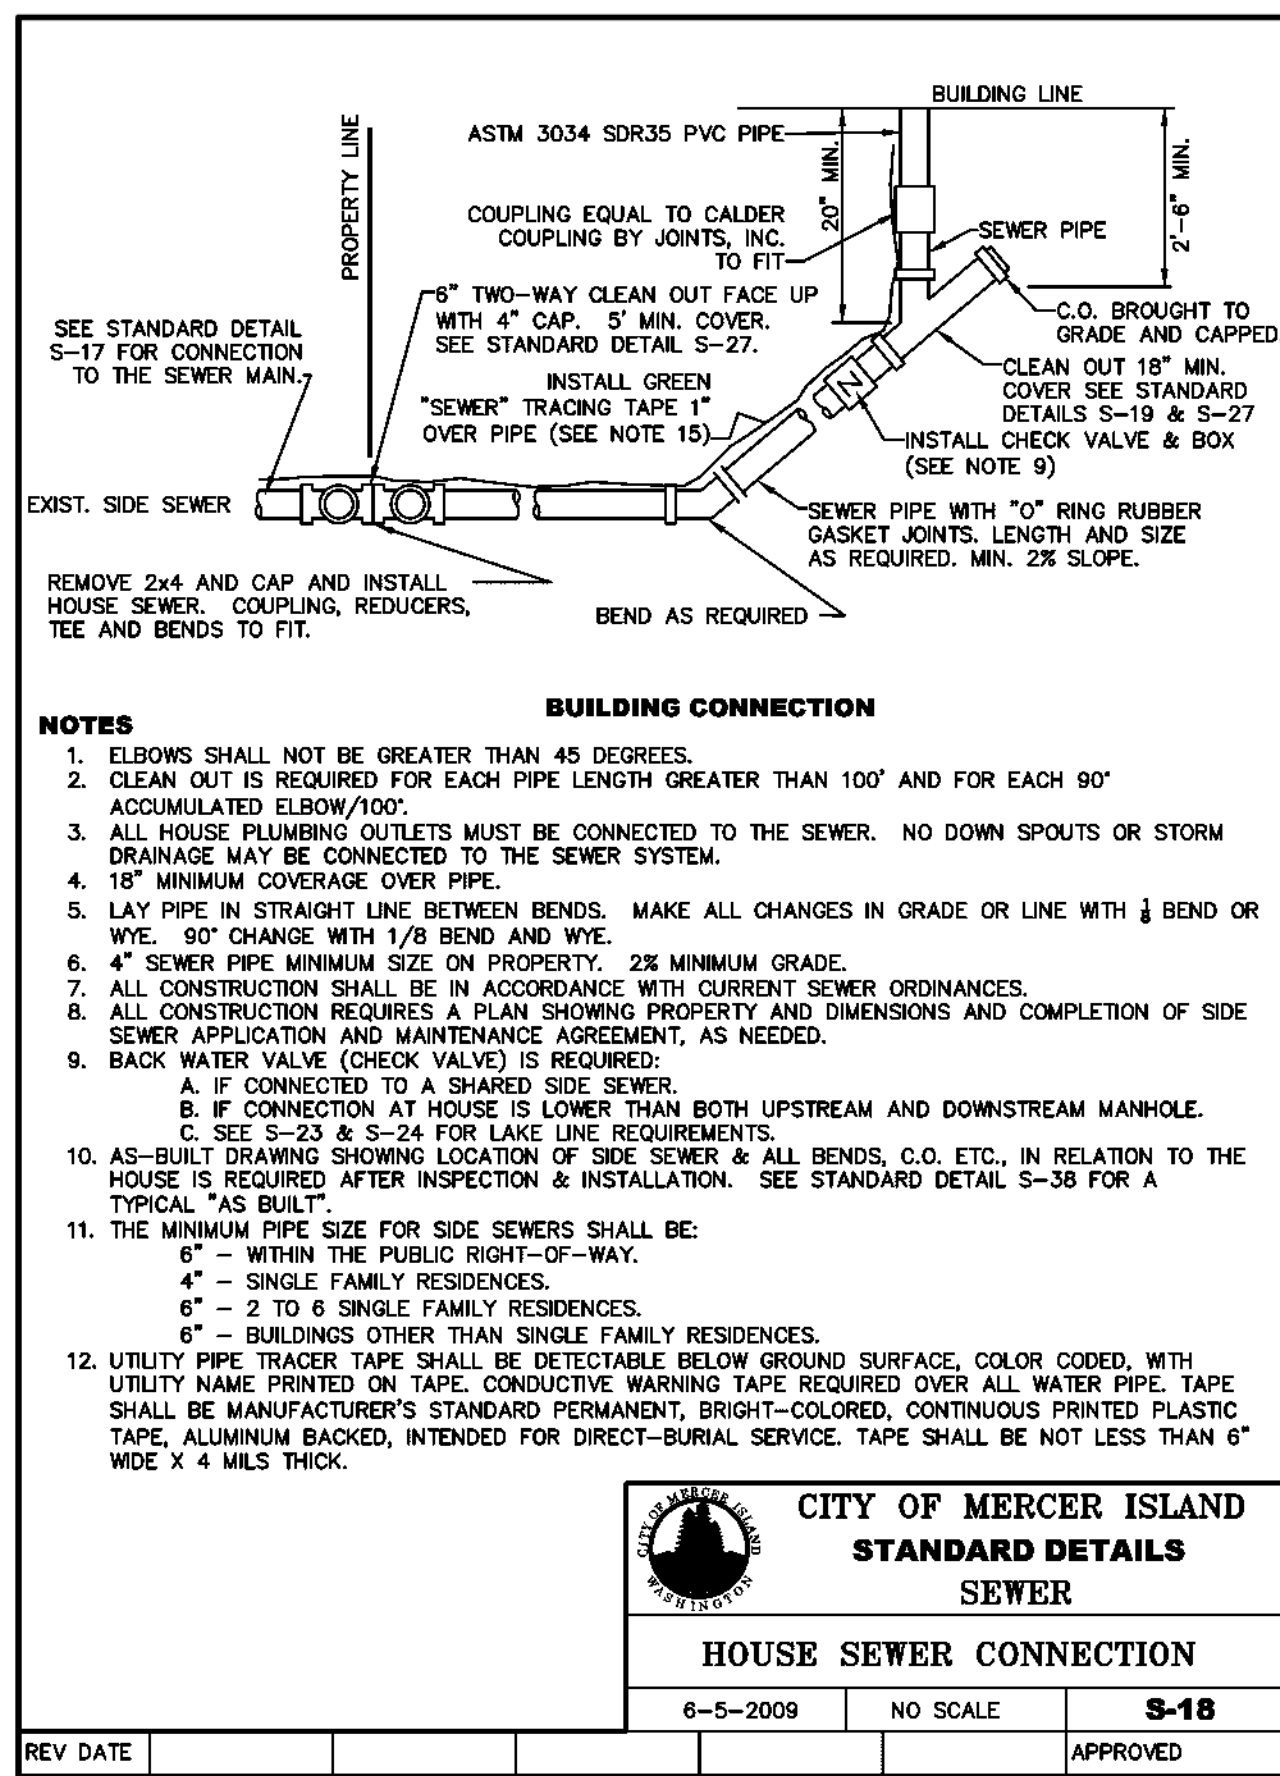 BUILDING LINE
ASTM 3034 SDR35 PVC PIPE
PROPERTY LINE
20" MIN.
2'-6" MIN.
COUPLING EQUAL TO CALDER
COUPLING BY JOINTS, INC.
TO FIT
SEWER PIPE
6" TWO-WAY CLEAN OUT FACE UP
WITH 4" CAP. 5' MIN. COVER.
SEE STANDARD DETAIL S-27.
C.O. BROUGHT TO
GRADE AND CAPPED
SEE STANDARD DETAIL
S-17 FOR CONNECTION
TO THE SEWER MAIN.
CLEAN OUT 18" MIN.
COVER SEE STANDARD
DETAILS S-19 & S-27
INSTALL GREEN
"SEWER" TRACING TAPE 1"
OVER PIPE (SEE NOTE 15)
N
INSTALL CHECK VALVE & BOX
(SEE NOTE 9)
EXIST. SIDE SEWER
SEWER PIPE WITH "O" RING RUBBER
GASKET JOINTS. LENGTH AND SIZE
AS REQUIRED. MIN. 2% SLOPE.
REMOVE 2x4 AND CAP AND INSTALL
HOUSE SEWER. COUPLING, REDUCERS,
TEE AND BENDS TO FIT.
BEND AS REQUIRED
BUILDING CONNECTION
NOTES
1. ELBOWS SHALL NOT BE GREATER THAN 45 DEGREES.
2. CLEAN OUT IS REQUIRED FOR EACH PIPE LENGTH GREATER THAN 100' AND FOR EACH 90°
ACCUMULATED ELBOW/100°.
3. ALL HOUSE PLUMBING OUTLETS MUST BE CONNECTED TO THE SEWER. NO DOWN SPOUTS OR STORM
DRAINAGE MAY BE CONNECTED TO THE SEWER SYSTEM.
4. 18" MINIMUM COVERAGE OVER PIPE.
5. LAY PIPE IN STRAIGHT LINE BETWEEN BENDS. MAKE ALL CHANGES IN GRADE OR LINE WITH ⅛ BEND OR
WYE. 90° CHANGE WITH 1/8 BEND AND WYE.
6. 4" SEWER PIPE MINIMUM SIZE ON PROPERTY. 2% MINIMUM GRADE.
7. ALL CONSTRUCTION SHALL BE IN ACCORDANCE WITH CURRENT SEWER ORDINANCES.
8. ALL CONSTRUCTION REQUIRES A PLAN SHOWING PROPERTY AND DIMENSIONS AND COMPLETION OF SIDE
SEWER APPLICATION AND MAINTENANCE AGREEMENT, AS NEEDED.
9. BACK WATER VALVE (CHECK VALVE) IS REQUIRED:
A. IF CONNECTED TO A SHARED SIDE SEWER.
B. IF CONNECTION AT HOUSE IS LOWER THAN BOTH UPSTREAM AND DOWNSTREAM MANHOLE.
C. SEE S-23 & S-24 FOR LAKE LINE REQUIREMENTS.
10. AS-BUILT DRAWING SHOWING LOCATION OF SIDE SEWER & ALL BENDS, C.O. ETC., IN RELATION TO THE
HOUSE IS REQUIRED AFTER INSPECTION & INSTALLATION. SEE STANDARD DETAIL S-38 FOR A
TYPICAL "AS BUILT".
11. THE MINIMUM PIPE SIZE FOR SIDE SEWERS SHALL BE:
6" - WITHIN THE PUBLIC RIGHT-OF-WAY.
4" - SINGLE FAMILY RESIDENCES.
6" - 2 TO 6 SINGLE FAMILY RESIDENCES.
6" - BUILDINGS OTHER THAN SINGLE FAMILY RESIDENCES.
12. UTILITY PIPE TRACER TAPE SHALL BE DETECTABLE BELOW GROUND SURFACE, COLOR CODED, WITH
UTILITY NAME PRINTED ON TAPE. CONDUCTIVE WARNING TAPE REQUIRED OVER ALL WATER PIPE. TAPE
SHALL BE MANUFACTURER'S STANDARD PERMANENT, BRIGHT-COLORED, CONTINUOUS PRINTED PLASTIC
TAPE, ALUMINUM BACKED, INTENDED FOR DIRECT-BURIAL SERVICE. TAPE SHALL BE NOT LESS THAN 6"
WIDE X 4 MILS THICK.
CITY OF MERCER ISLAND
WASHINGTON
CITY OF MERCER ISLAND
STANDARD DETAILS
SEWER
HOUSE SEWER CONNECTION
6-5-2009
NO SCALE
S-18
REV DATE
APPROVED